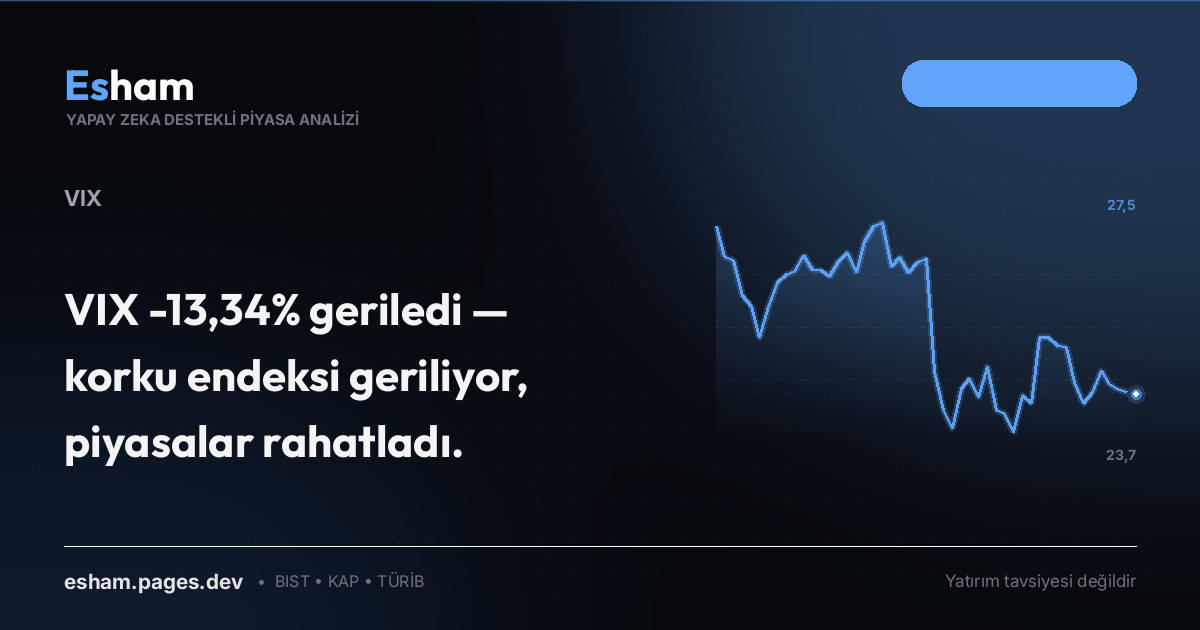 Esham
YAPAY ZEKA DESTEKLİ PİYASA ANALİZİ
VIX
27,5
VIX -13,34% geriledi —
korku endeksi geriliyor,
piyasalar rahatladı.
23,7
esham.pages.dev • BIST • KAP • TÜRİB
Yatırım tavsiyesi değildir